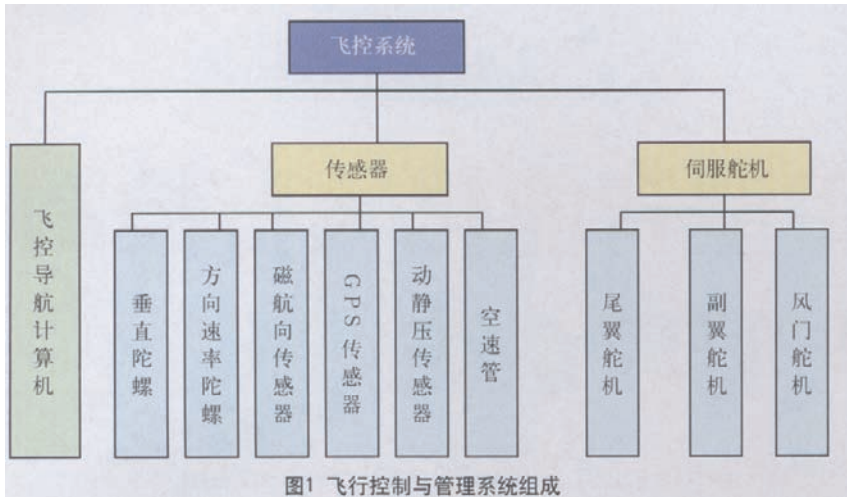 飞控系统
传感器
伺服舵机
飞控导航计算机
垂直陀螺
方向速率陀螺
磁航向传感器
GPS传感器
动静压传感器
空速管
尾翼舵机
副翼舵机
风门舵机
图1 飞行控制与管理系统组成